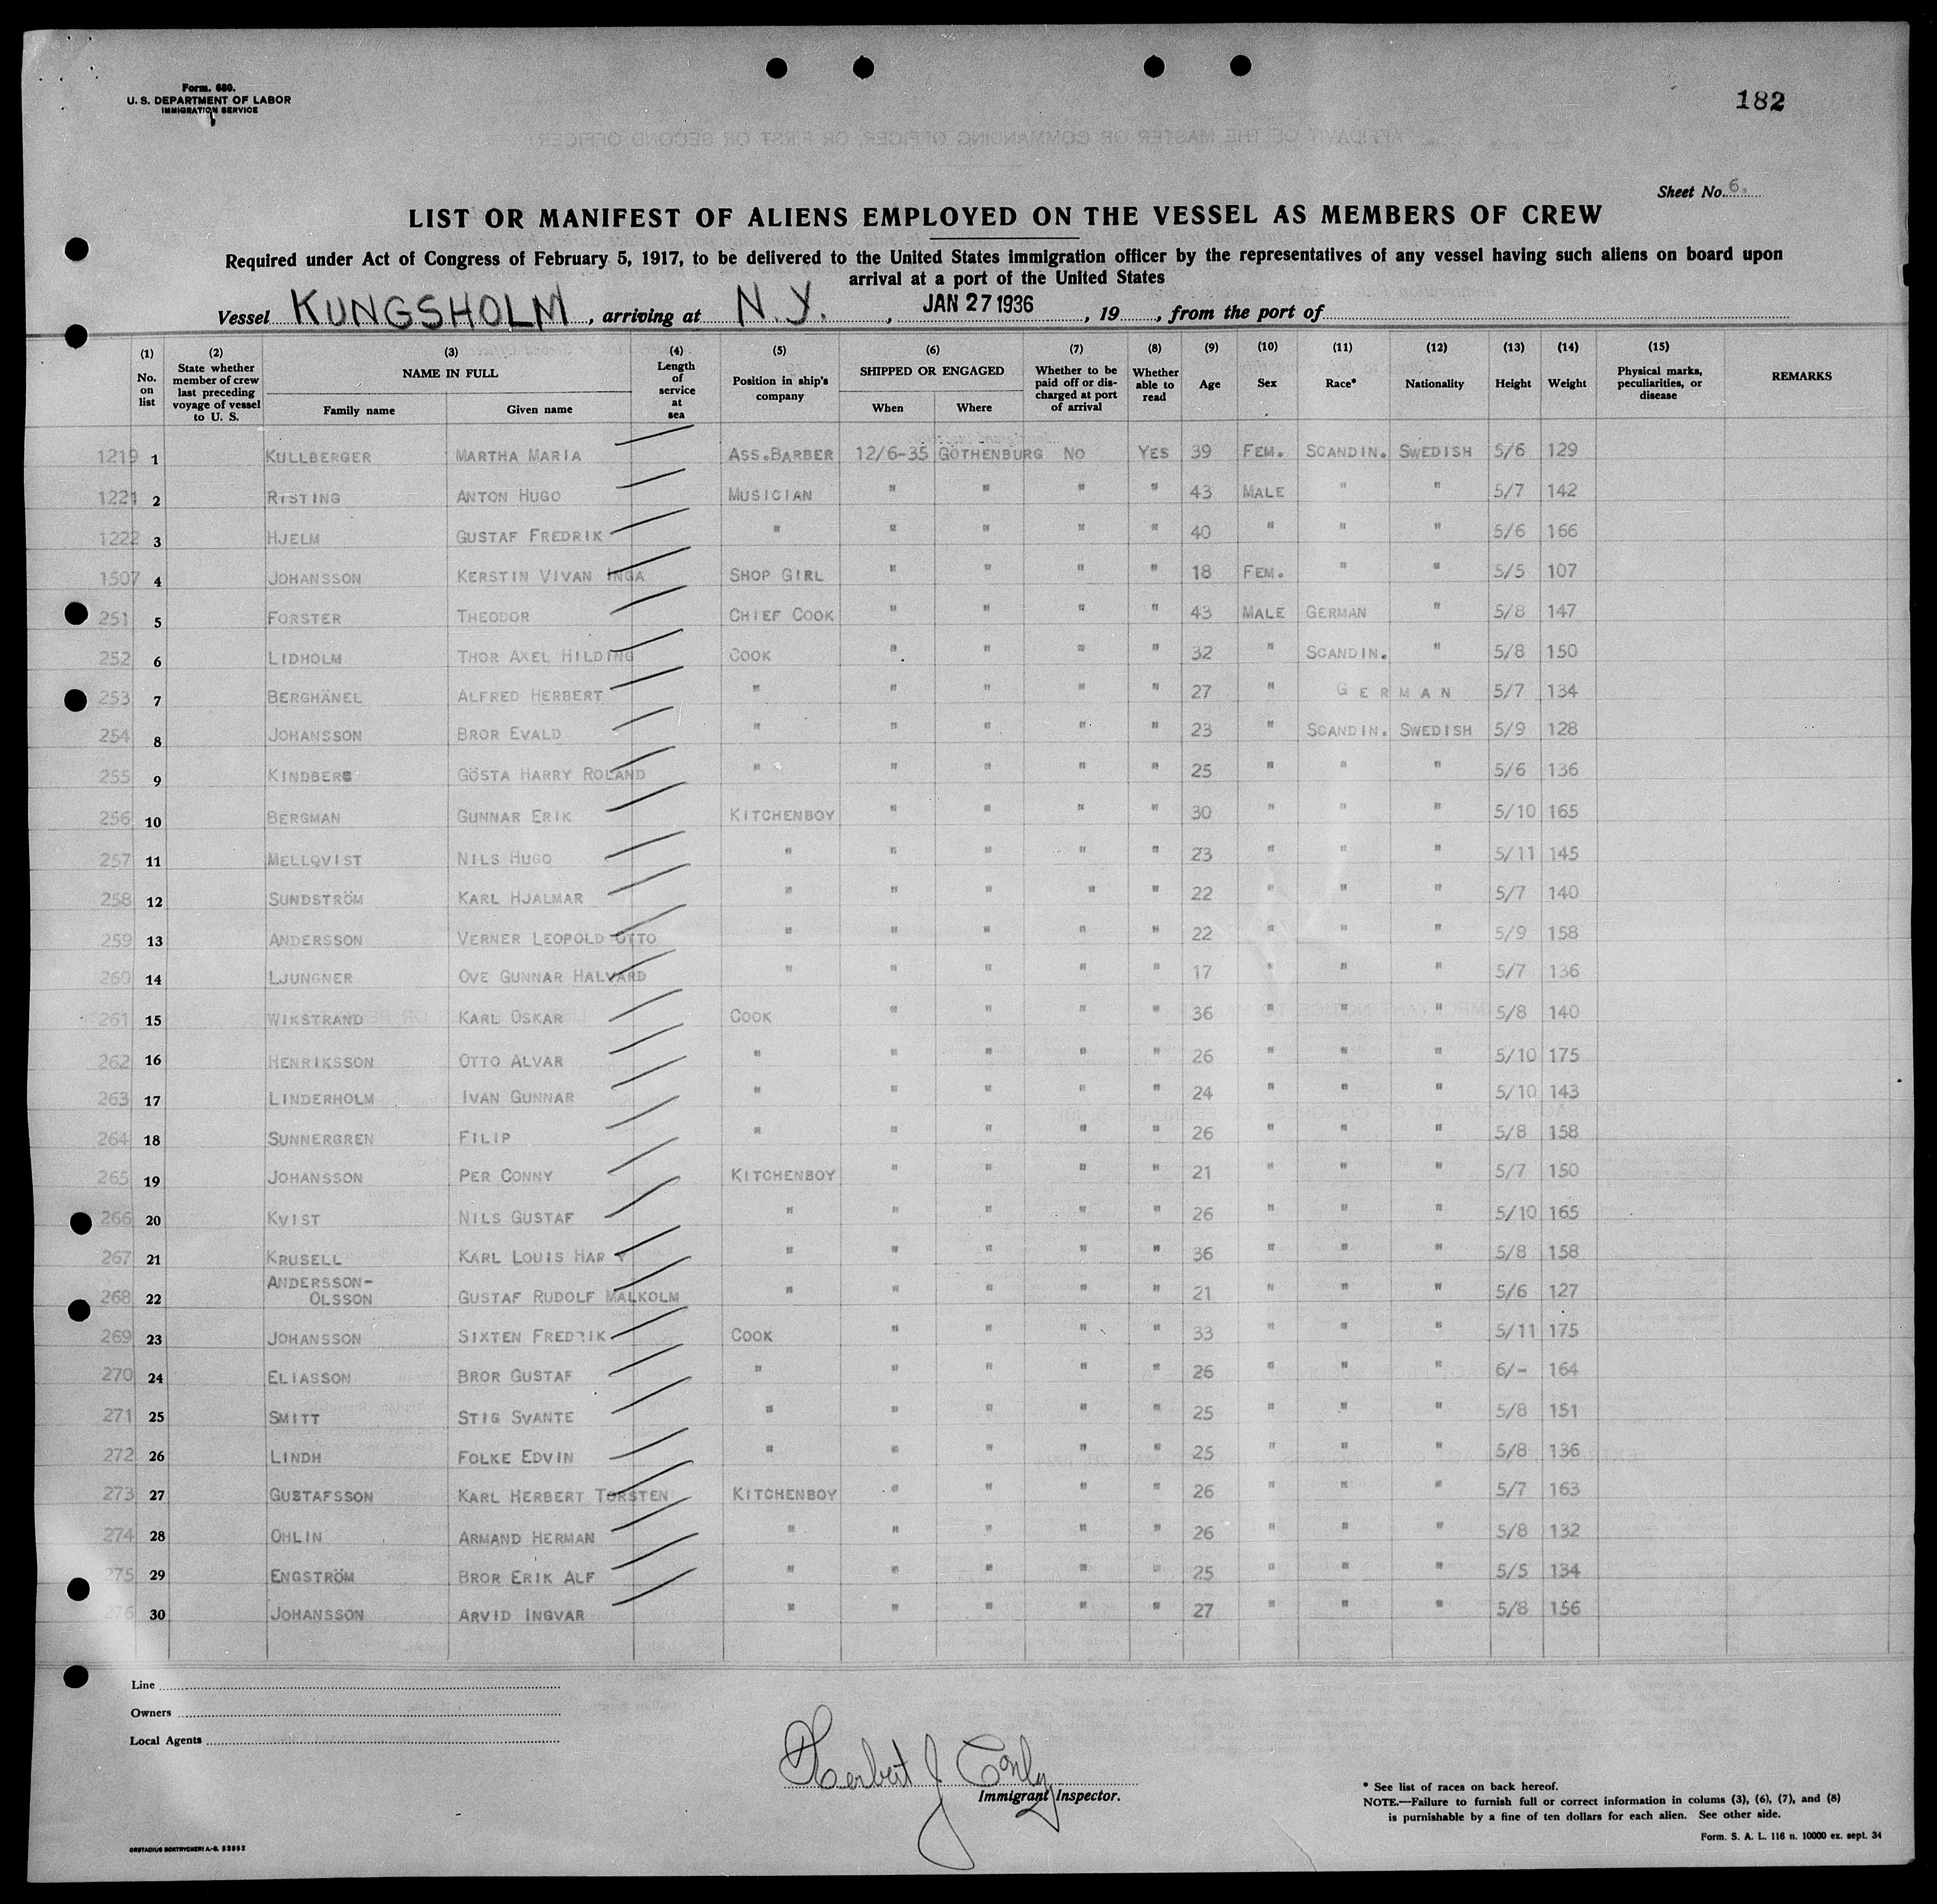 Form. 680.
U. S. DEPARTMENT OF LABOR
IMMIGRATION SERVICE
182
Sheet No. 6.
LIST OR MANIFEST OF ALIENS EMPLOYED ON THE VESSEL AS MEMBERS OF CREW
Required under Act of Congress of February 5, 1917, to be delivered to the United States immigration officer by the representatives of any vessel having such aliens on board upon
arrival at a port of the United States
Vessel KUNGSHOLM, arriving at N.Y., JAN 27 1936, 19, from the port of
(1) No. on list (2) State whether member of crew last preceding voyage of vessel to U. S. (3) NAME IN FULL Family name Given name (4) Length of service at sea (5) Position in ship's company (6) SHIPPED OR ENGAGED When Where (7) Whether to be paid off or discharged at port of arrival (8) Whether able to read (9) Age (10) Sex (11) Race* (12) Nationality (13) Height (14) Weight (15) Physical marks, peculiarities, or disease REMARKS
1219 1 KULLBERGER MARTHA MARIA ASS.BARBER 12/6-35 GOTHENBURG NO YES 39 FEM. SCANDIN. SWEDISH 5/6 129
1221 2 RISTING ANTON HUGO MUSICIAN " " " " 43 MALE " " 5/7 142
1222 3 HJELM GUSTAF FREDRIK " " " " " 40 " " " 5/6 166
1507 4 JOHANSSON KERSTIN VIVAN INGA SHOP GIRL " " " " 18 FEM. " " 5/5 107
251 5 FORSTER THEODOR CHIEF COOK " " " " 43 MALE GERMAN " 5/8 147
252 6 LIDHOLM THOR AXEL HILDING COOK " " " " 32 " SCANDIN. " 5/8 150
253 7 BERGHÄNEL ALFRED HERBERT " " " " " 27 " GERMAN 5/7 134
254 8 JOHANSSON BROR EVALD " " " " " 23 " SCANDIN. SWEDISH 5/9 128
255 9 KINDBERG GÖSTA HARRY ROLAND " " " " " 25 " " " 5/6 136
256 10 BERGMAN GUNNAR ERIK KITCHENBOY " " " " 30 " " " 5/10 165
257 11 MELLQVIST NILS HUGO " " " " " 23 " " " 5/11 145
258 12 SUNDSTRÖM KARL HJALMAR " " " " " 22 " " " 5/7 140
259 13 ANDERSSON VERNER LEOPOLD OTTO " " " " " 22 " " " 5/9 158
260 14 LJUNGNER OVE GUNNAR HALVARD " " " " " 17 " " " 5/7 136
261 15 WIKSTRAND KARL OSKAR COOK " " " " 36 " " " 5/8 140
262 16 HENRIKSSON OTTO ALVAR " " " " " 26 " " " 5/10 175
263 17 LINDERHOLM IVAN GUNNAR " " " " " 24 " " " 5/10 143
264 18 SUNNERGREN FILIP " " " " " 26 " " " 5/8 158
265 19 JOHANSSON PER CONNY KITCHENBOY " " " " 21 " " " 5/7 150
266 20 KVIST NILS GUSTAF " " " " " 26 " " " 5/10 165
267 21 KRUSELL KARL LOUIS HAR Y " " " " " 36 " " " 5/8 158
268 22 ANDERSSON-OLSSON GUSTAF RUDOLF MALKOLM " " " " " 21 " " " 5/6 127
269 23 JOHANSSON SIXTEN FREDRIK COOK " " " " 33 " " " 5/11 175
270 24 ELIASSON BROR GUSTAF " " " " " 26 " " " 6/- 164
271 25 SMITT STIG SVANTE " " " " " 25 " " " 5/8 151
272 26 LINDH FOLKE EDVIN " " " " " 25 " " " 5/8 136
273 27 GUSTAFSSON KARL HERBERT TORSTEN KITCHENBOY " " " " 26 " " " 5/7 163
274 28 OHLIN ARMAND HERMAN " " " " " 26 " " " 5/8 132
275 29 ENGSTRÖM BROR ERIK ALF " " " " " 25 " " " 5/5 134
276 30 JOHANSSON ARVID INGVAR " " " " " 27 " " " 5/8 156
Line
Owners
Local Agents
Herbert J Conly
Immigrant Inspector.
* See list of races on back hereof.
NOTE.—Failure to furnish full or correct information in colums (3), (6), (7), and (8)
is purnishable by a fine of ten dollars for each alien. See other side.
Form. S. A. L. 116 n. 10000 ex. sept. 34